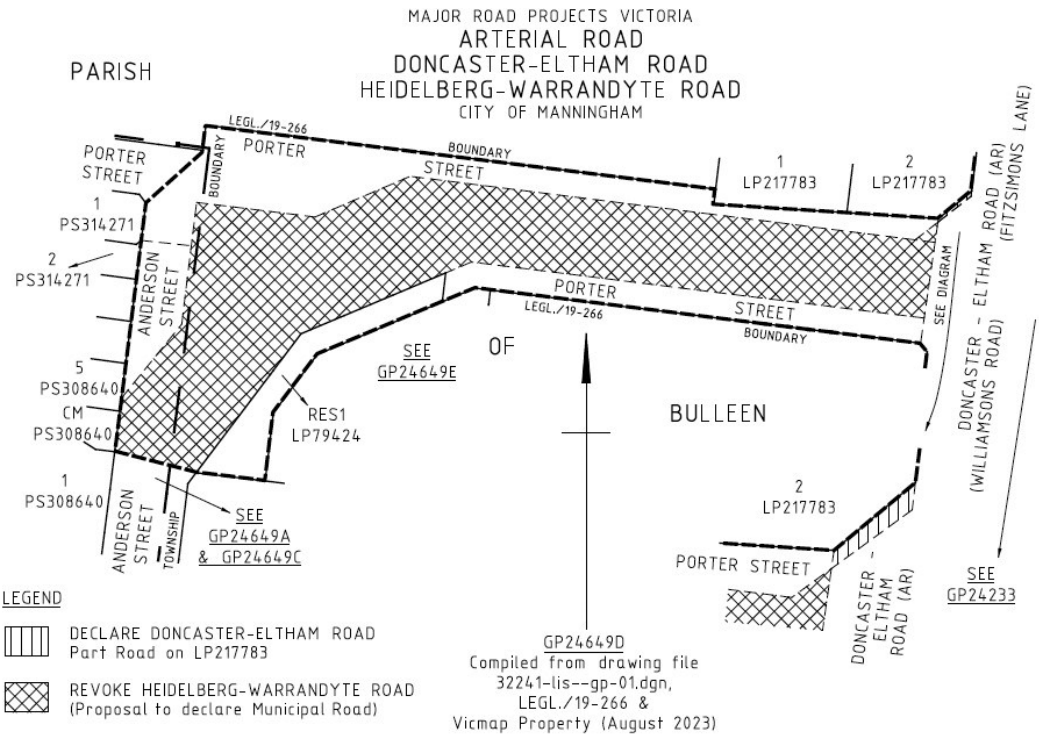 MAJOR ROAD PROJECTS VICTORIA
ARTERIAL ROAD
DONCASTER-ELTHAM ROAD
HEIDELBERG-WARRANDYTE ROAD
CITY OF MANNINGHAM
PARISH
LEGL./19-266
BOUNDARY
PORTER
STREET
PORTER
STREET
BOUNDARY
1
LP217783
2
LP217783
1
PS314271
2
PS314271
ANDERSON
STREET
5
PS308640
CM
PS308640
1
PS308640
ANDERSON
STREET
TOWNSHIP
SEE
GP24649A
& GP24649C
RES1
LP79424
SEE
GP24649E
OF
PORTER
STREET
LEGL./19-266
BOUNDARY
BULLEEN
SEE DIAGRAM
DONCASTER - ELTHAM ROAD (AR)
(WILLIAMSONS ROAD)
(FITZSIMONS LANE)
2
LP217783
PORTER STREET
DONCASTER -
ELTHAM
ROAD (AR)
SEE
GP24233
LEGEND
DECLARE DONCASTER-ELTHAM ROAD
Part Road on LP217783
REVOKE HEIDELBERG-WARRANDYTE ROAD
(Proposal to declare Municipal Road)
GP24649D
Compiled from drawing file
32241-lis--gp-01.dgn,
LEGL./19-266 &
Vicmap Property (August 2023)